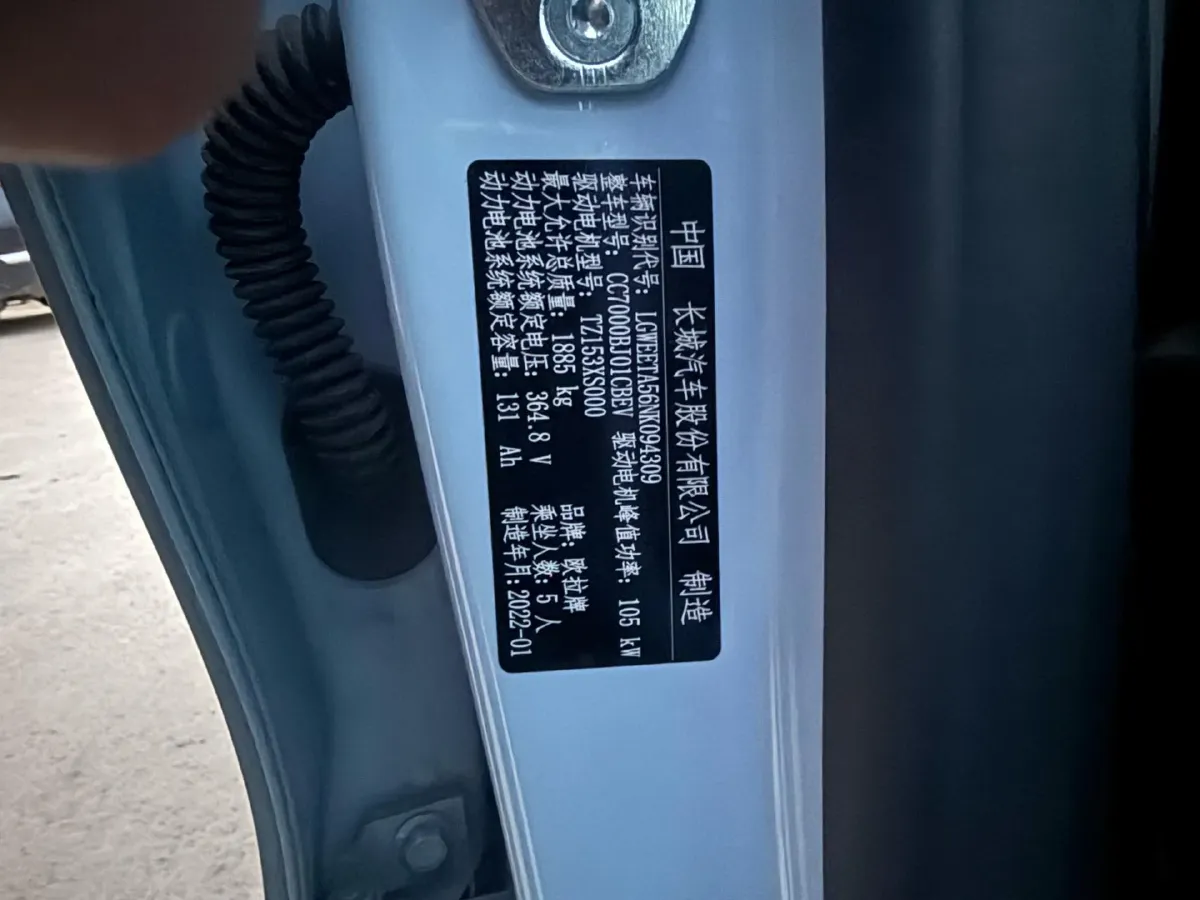 中国 长城汽车股份有限公司 制造
车辆识别代号: LGWEETA56NK094309
整车型号: CC7000BJ01CBEV 驱动电机峰值功率: 105 kW
驱动电机型号: TZ153XS000 品牌: 欧拉牌
最大允许总质量: 1885 kg 乘坐人数: 5 人
动力电池系统额定电压: 364.8 V 制造年月: 2022-01
动力电池系统额定容量: 131 Ah